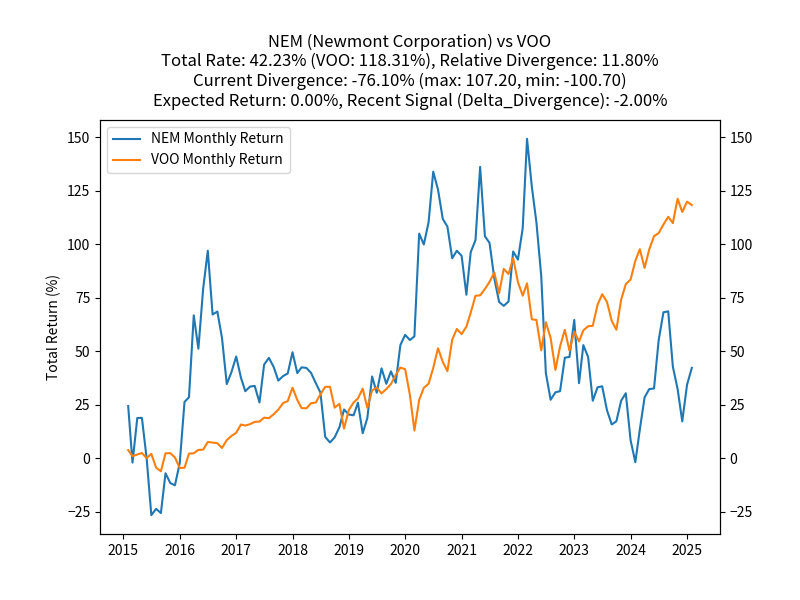 NEM (Newmont Corporation) vs VOO
Total Rate: 42.23% (VOO: 118.31%), Relative Divergence: 11.80%
Current Divergence: -76.10% (max: 107.20, min: -100.70)
Expected Return: 0.00%, Recent Signal (Delta_Divergence): -2.00%
NEM Monthly Return
VOO Monthly Return
Total Return (%)
150 150
125 125
100 100
75 75
50 50
25 25
0 0
−25 −25
2015 2016 2017 2018 2019 2020 2021 2022 2023 2024 2025